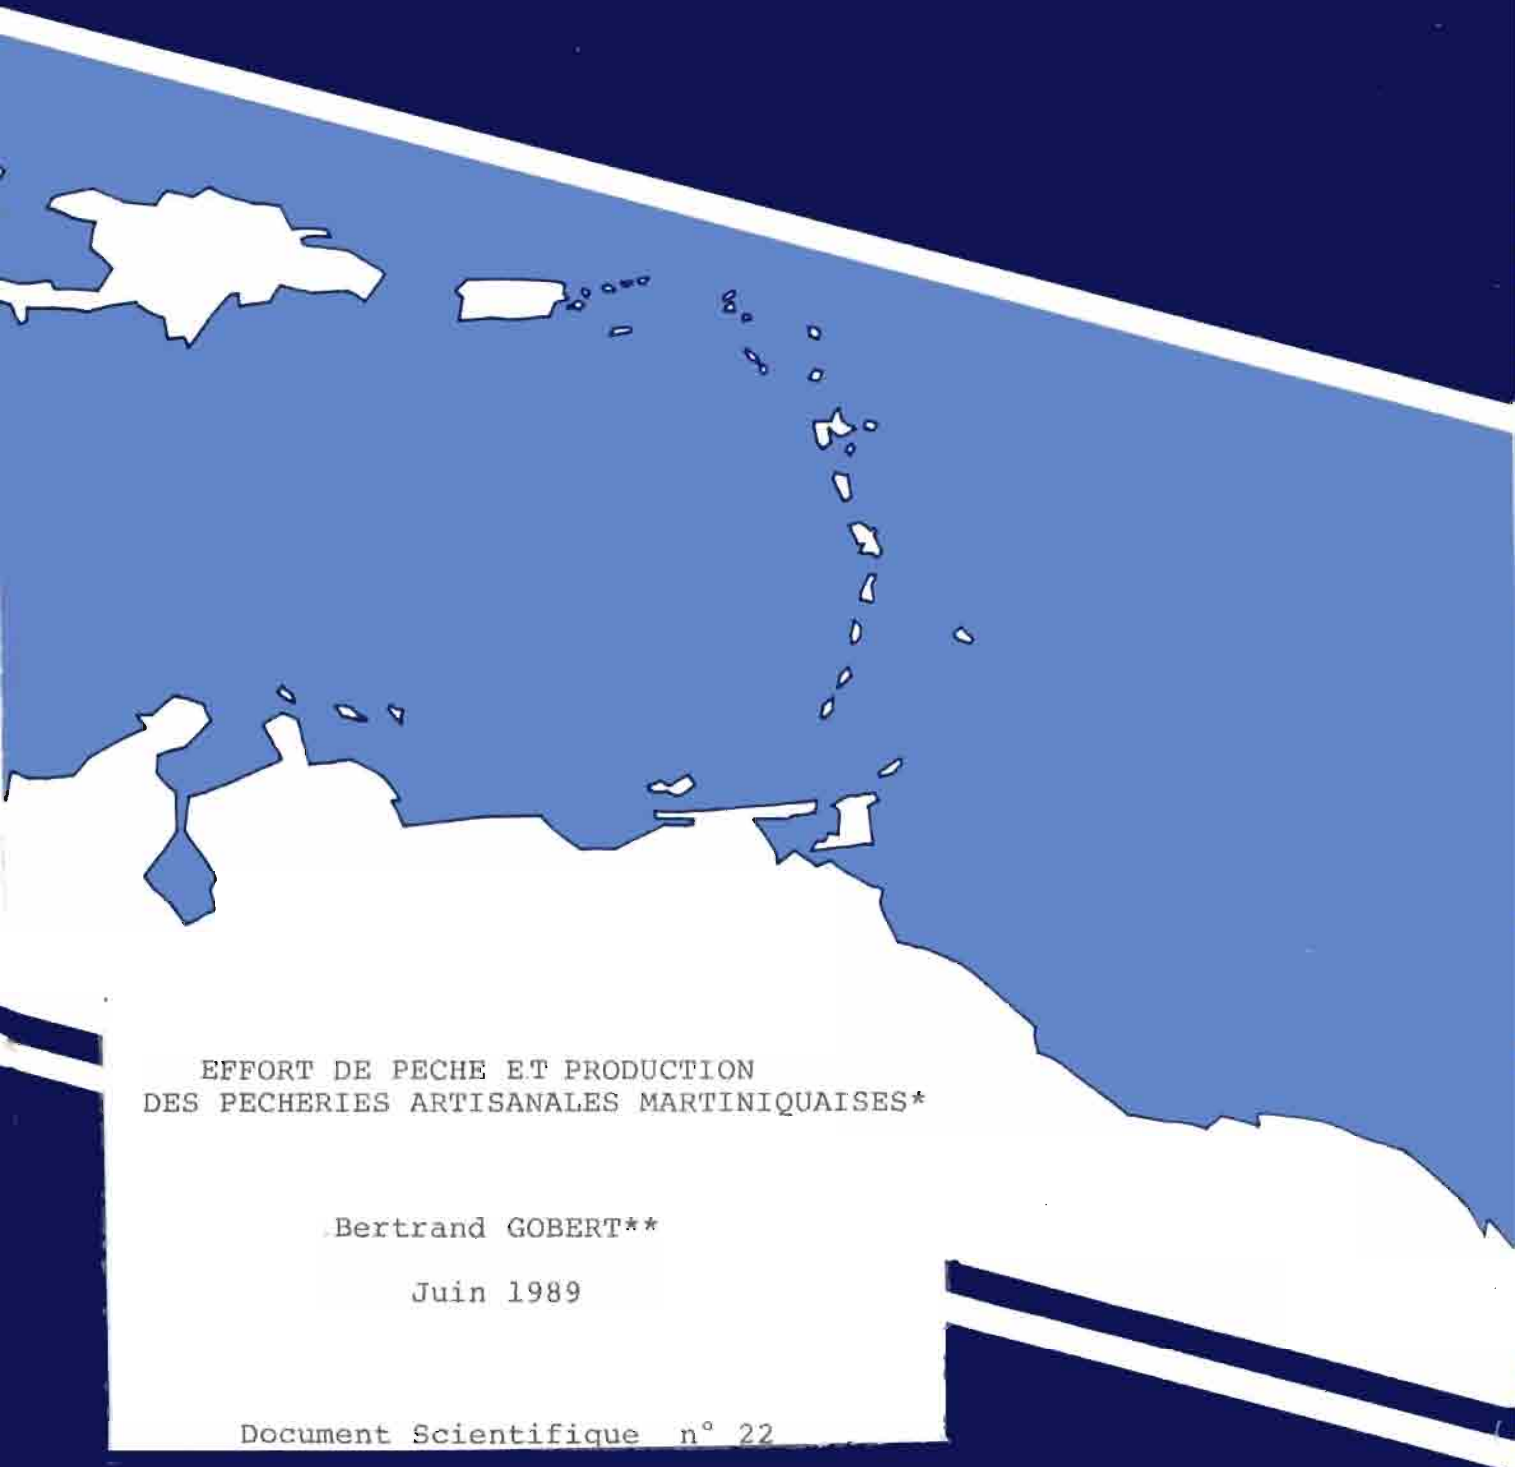 EFFORT DE PECHE ET PRODUCTION
DES PECHERIES ARTISANALES MARTINIQUAISES*
Bertrand GOBERT**
Juin 1989
Document Scientifique n° 22